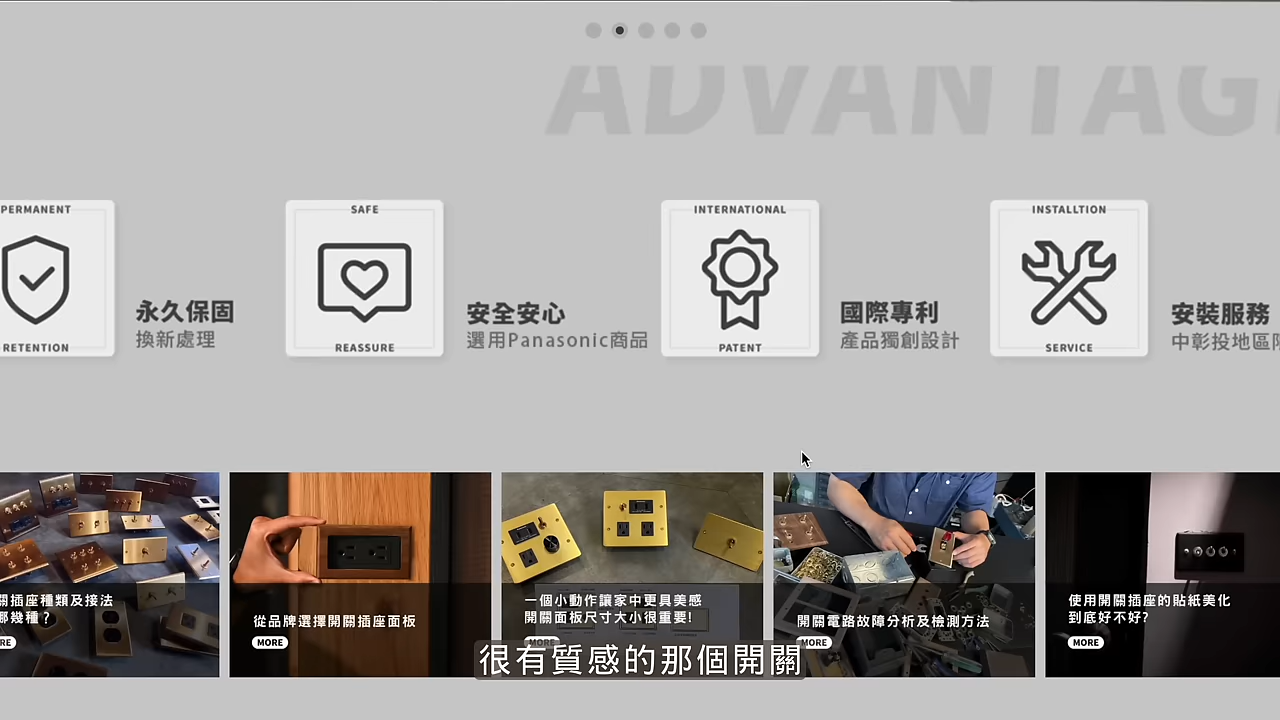 ADVANTAG
PERMANENT
RETENTION
永久保固
換新處理
SAFE
REASSURE
安全安心
選用Panasonic商品
INTERNATIONAL
PATENT
國際專利
產品獨創設計
INSTALLTION
SERVICE
安裝服務
中彰投地區
關插座種類及接法
哪幾種？
MORE
從品牌選擇開關插座面板
MORE
一個小動作讓家中更具美感
開關面板尺寸大小很重要!
MORE
開關電路故障分析及檢測方法
MORE
使用開關插座的貼紙美化
到底好不好?
MORE
很有質感的那個開關